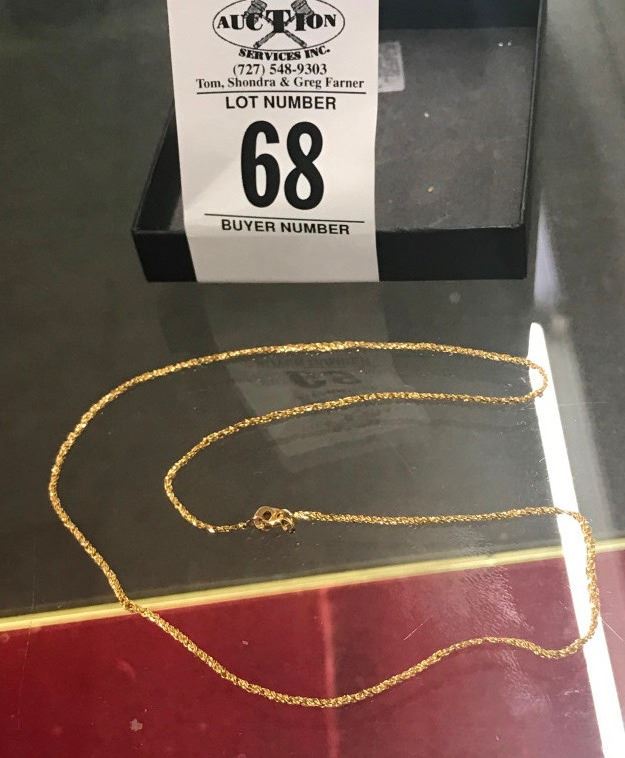 AUCTION
SERVICES INC.
(727) 548-9303
Tom, Shondra & Greg Farner
LOT NUMBER
68
BUYER NUMBER